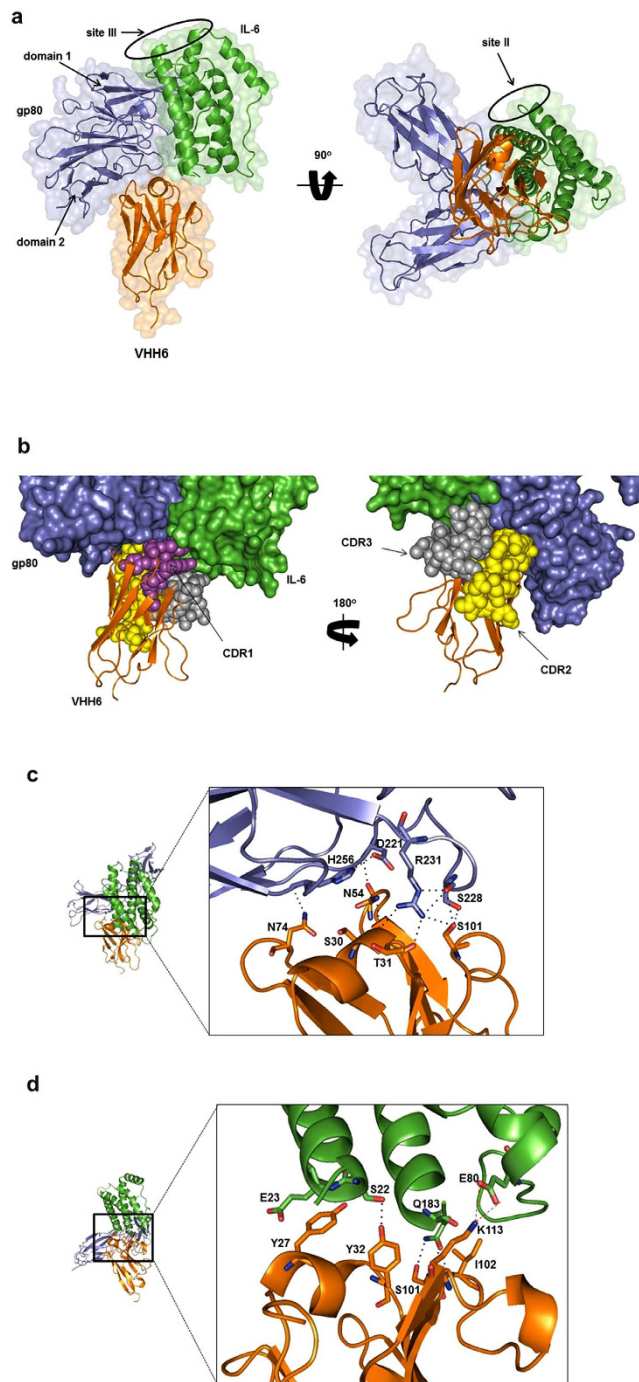 a
site III
IL-6
domain 1
gp80
domain 2
VHH6
90°
site II
b
gp80
IL-6
CDR1
VHH6
180°
CDR3
CDR2
c
D221
H256
R231
N54
S228
N74
S30
S101
T31
d
E80
E23
S22
Q183
K113
Y27
Y32
I102
S101